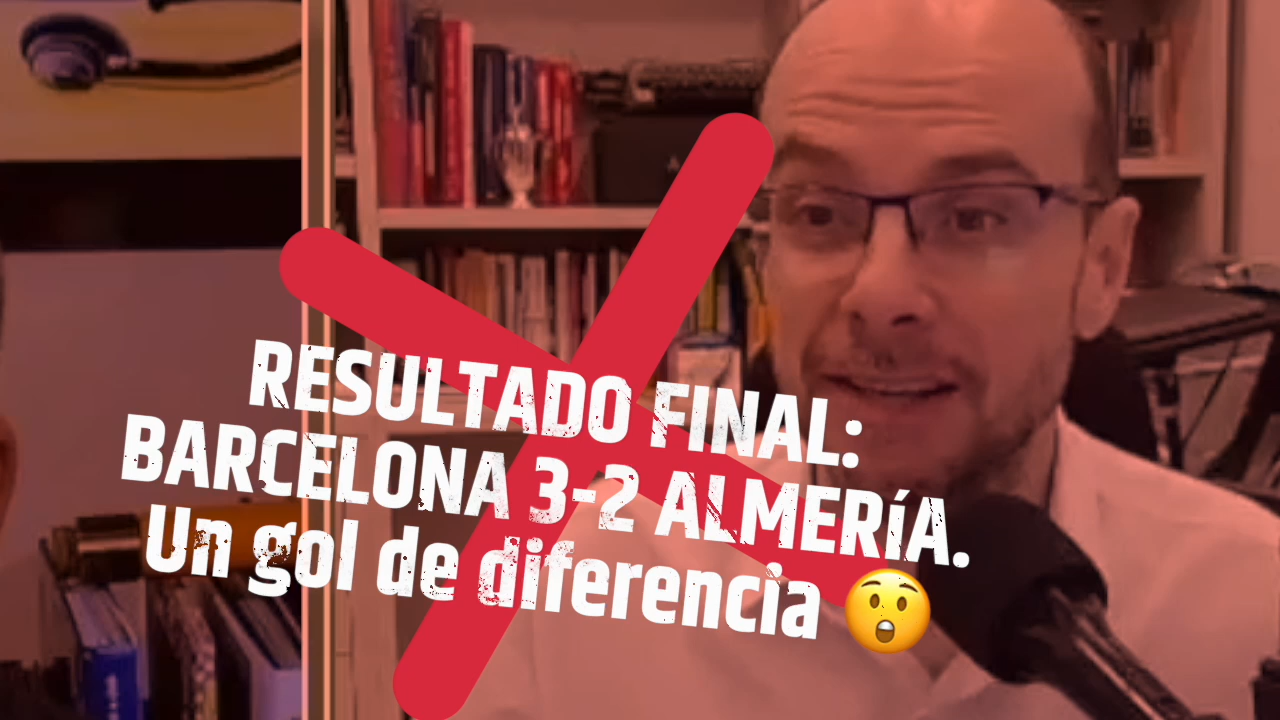 RESULTADO FINAL:
BARCELONA 3-2 ALMERíA.
Un gol de diferencia 😲